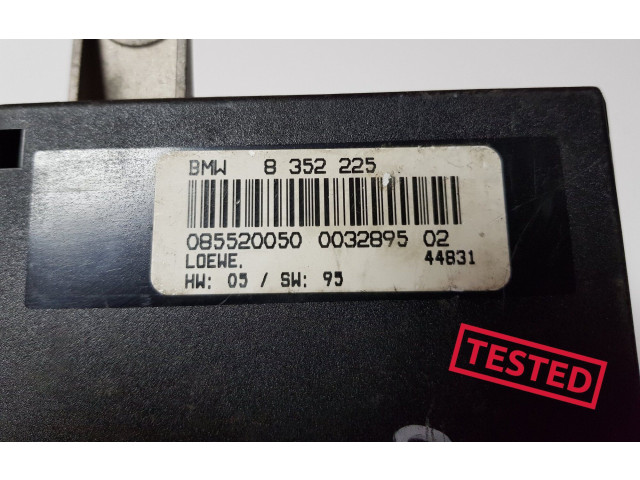 BMW 8 352 225
085520050 0032895 02
LOEWE. 44831
HW: 05 / SW: 95
TESTED